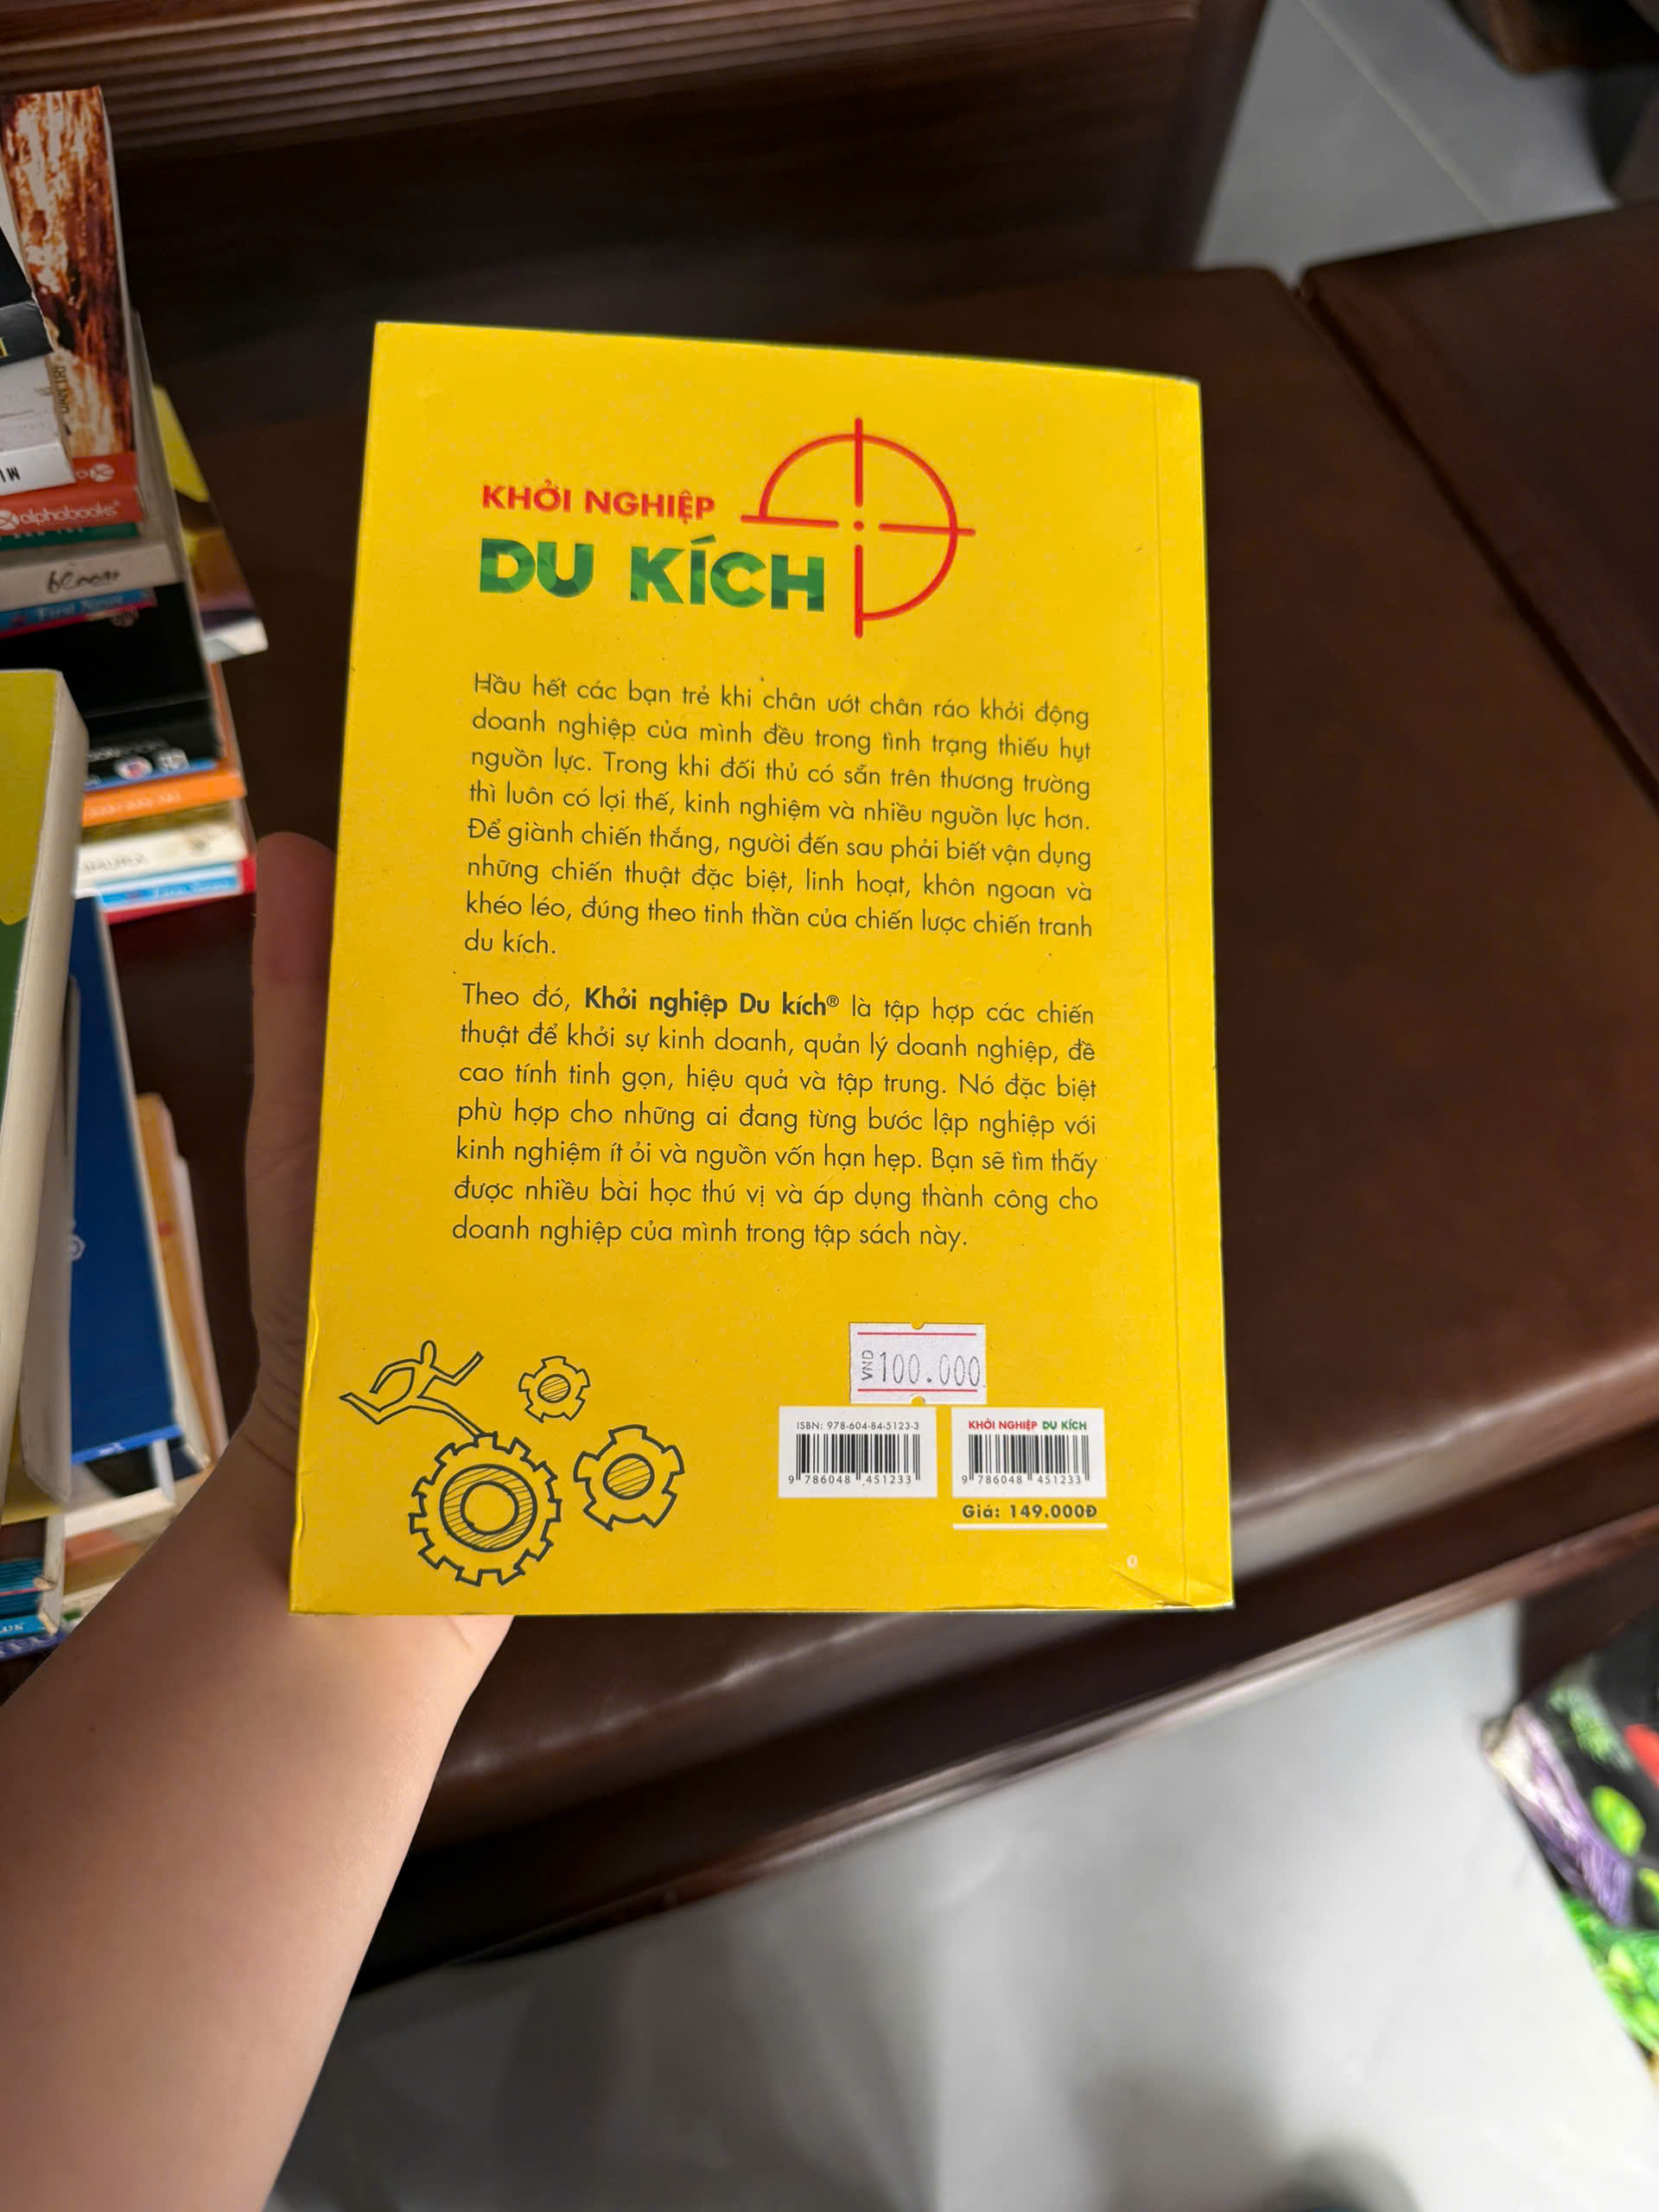 KHỞI NGHIỆP
DU KÍCH
Hầu hết các bạn trẻ khi chân ướt chân ráo khởi động
doanh nghiệp của mình đều trong tình trạng thiếu hụt
nguồn lực. Trong khi đối thủ có sẵn trên thương trường
thì luôn có lợi thế, kinh nghiệm và nhiều nguồn lực hơn.
Để giành chiến thắng, người đến sau phải biết vận dụng
những chiến thuật đặc biệt, linh hoạt, khôn ngoan và
khéo léo, đúng theo tinh thần của chiến lược chiến tranh
du kích.
Theo đó, Khởi nghiệp Du kích® là tập hợp các chiến
thuật để khởi sự kinh doanh, quản lý doanh nghiệp, đề
cao tính tinh gọn, hiệu quả và tập trung. Nó đặc biệt
phù hợp cho những ai đang từng bước lập nghiệp với
kinh nghiệm ít ỏi và nguồn vốn hạn hẹp. Bạn sẽ tìm thấy
được nhiều bài học thú vị và áp dụng thành công cho
doanh nghiệp của mình trong tập sách này.
VND 100.000
ISBN: 978-604-84-5123-3
9 786048 451233
KHỞI NGHIỆP DU KÍCH
9 786048 451233
Giá: 149.000Đ
alphabooks
First News